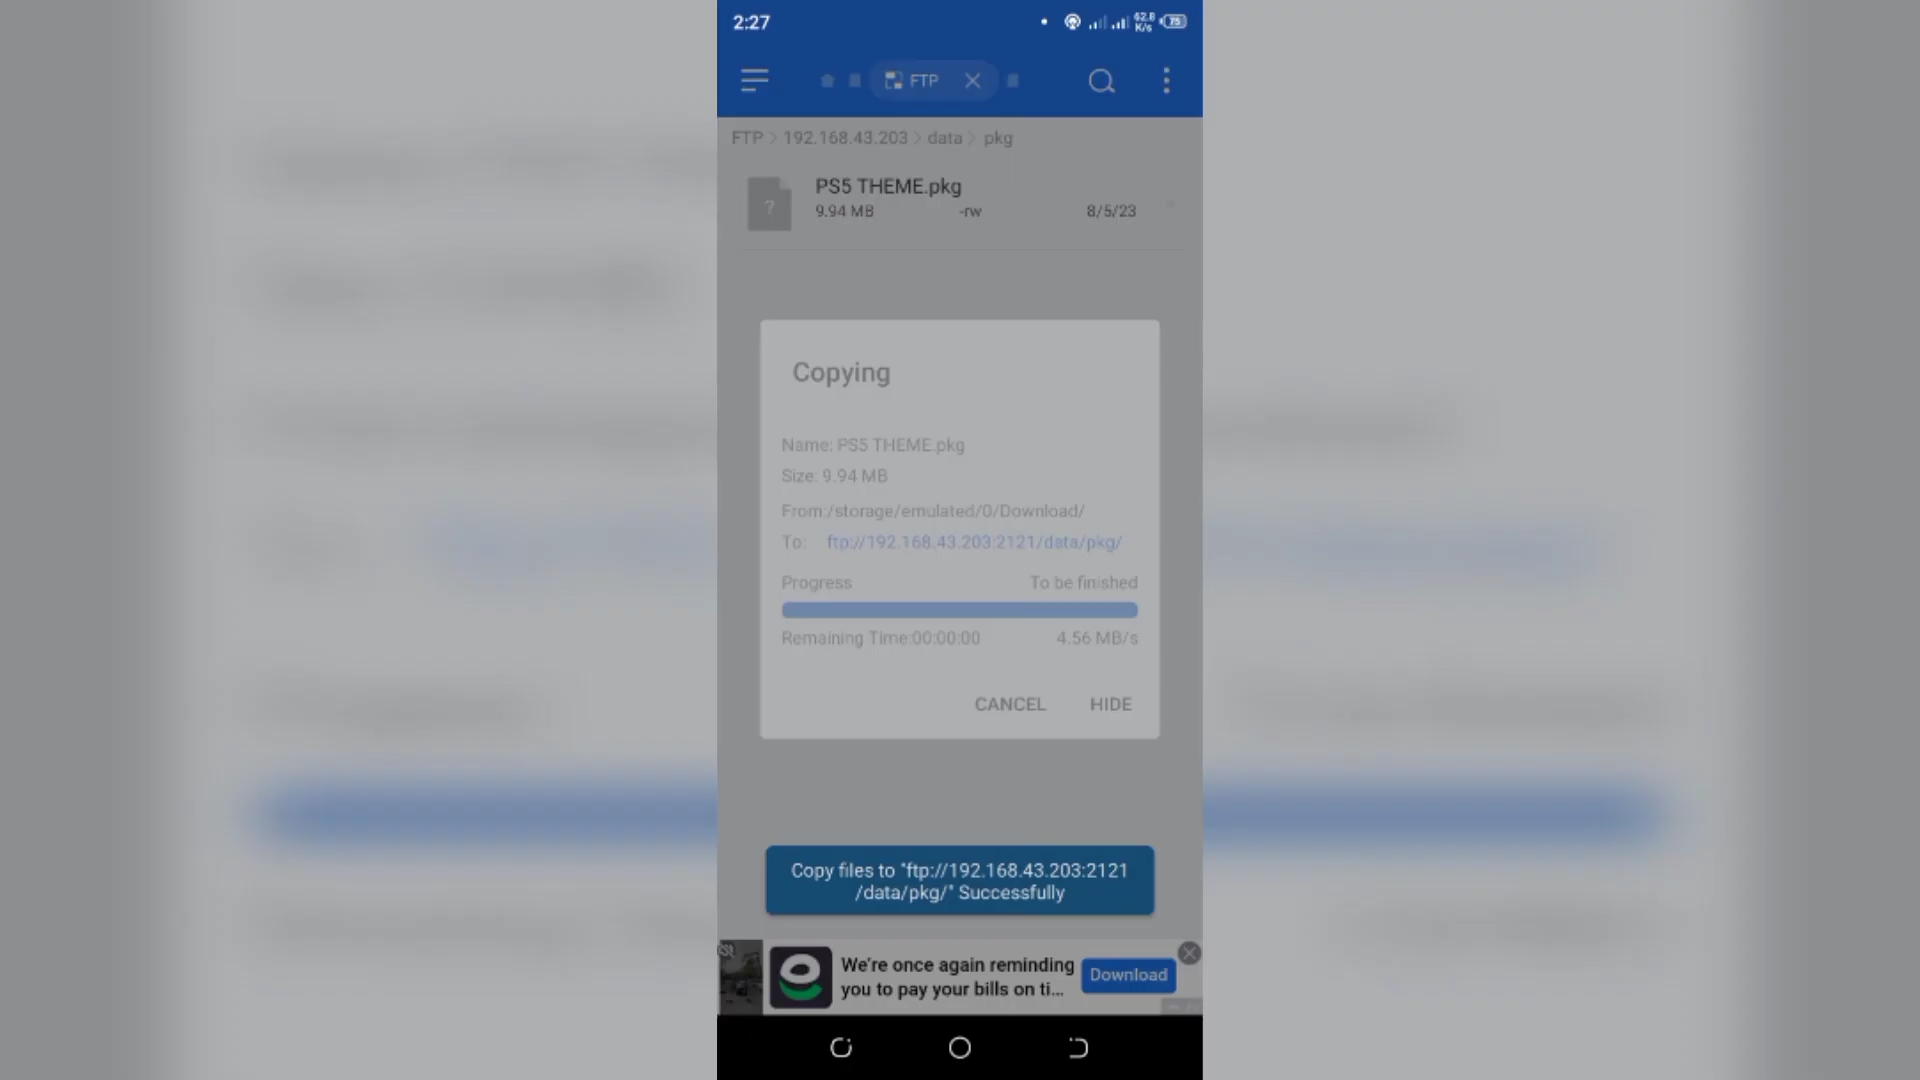 2:27
62.8
K/s
75
FTP
FTP > 192.168.43.203 > data > pkg
PS5 THEME.pkg
9.94 MB -rw 8/5/23
?
Copying
Name: PS5 THEME.pkg
Size: 9.94 MB
From:/storage/emulated/0/Download/
To: ftp://192.168.43.203:2121/data/pkg/
Progress To be finished
Remaining Time:00:00:00 4.56 MB/s
CANCEL HIDE
Copy files to "ftp://192.168.43.203:2121
/data/pkg/" Successfully
We're once again reminding
you to pay your bills on ti...
Download